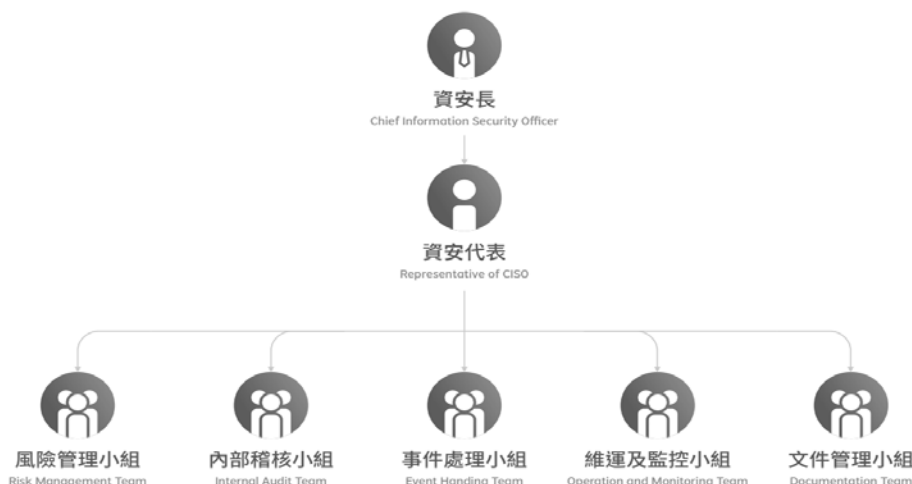 資安長
Chief Information Security Officer
資安代表
Representative of CISO
風險管理小組
Risk Management Team
內部稽核小組
Internal Audit Team
事件處理小組
Event Handing Team
維運及監控小組
Operation and Monitoring Team
文件管理小組
Documentation Team